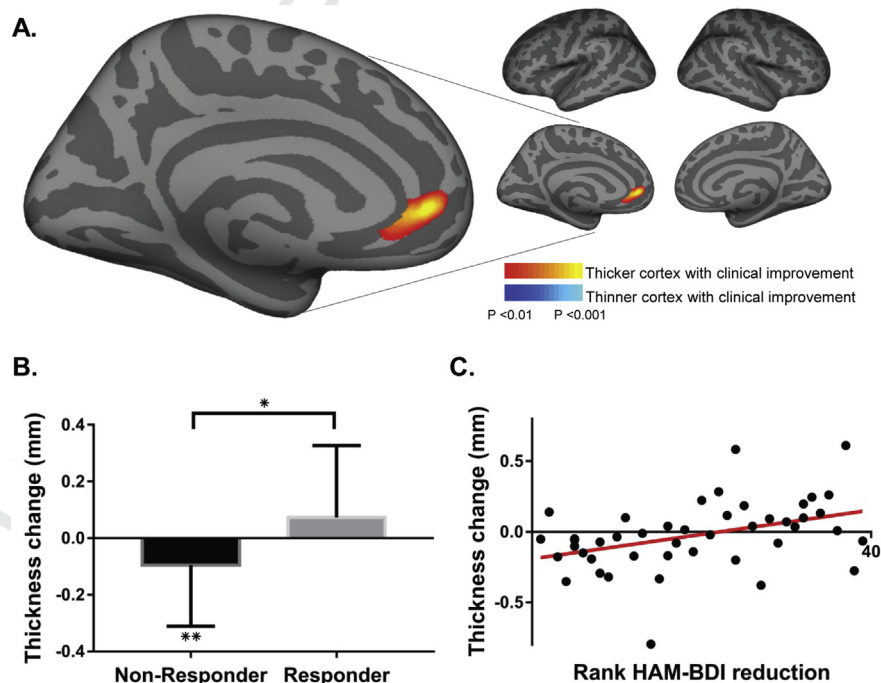 A.
Thicker cortex with clinical improvement
Thinner cortex with clinical improvement
P <0.01 P <0.001
B.
Thickness change (mm)
0.4
0.2
0.0
-0.2
-0.4
*
**
Non-Responder Responder
C.
Thickness change (mm)
0.5
0.0
-0.5
40
Rank HAM-BDI reduction